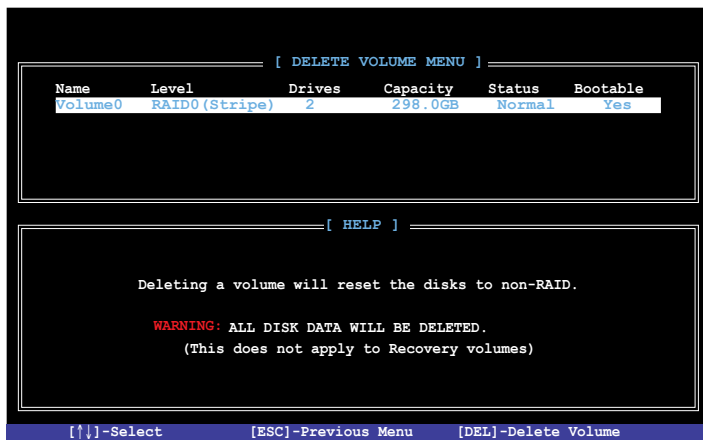 [ DELETE VOLUME MENU ]
Name Level Drives Capacity Status Bootable
Volume0 RAID0(Stripe) 2 298.0GB Normal Yes
[ HELP ]
Deleting a volume will reset the disks to non-RAID.
WARNING: ALL DISK DATA WILL BE DELETED.
(This does not apply to Recovery volumes)
[↑↓]-Select [ESC]-Previous Menu [DEL]-Delete Volume